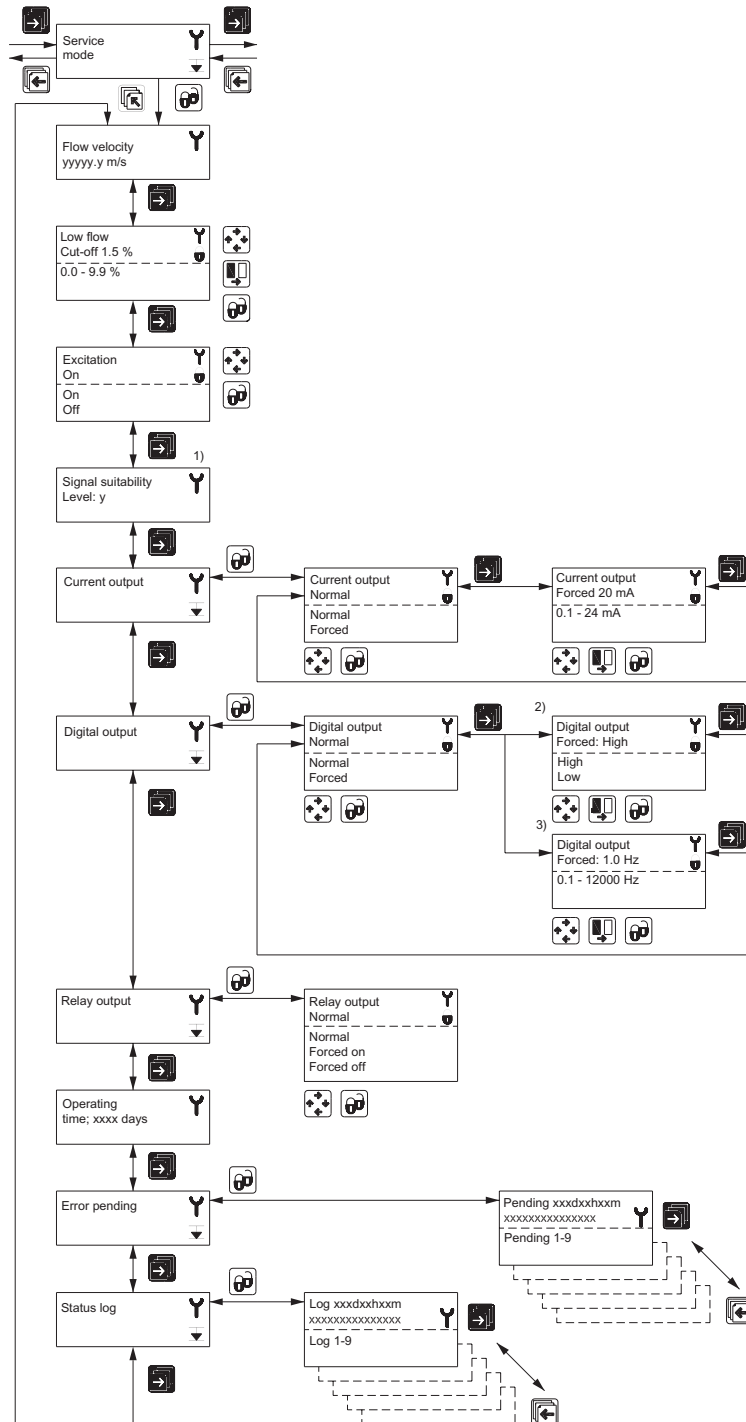 Service
mode
Flow velocity
yyyyy.y m/s
Low flow
Cut-off 1.5 %
0.0 - 9.9 %
Excitation
On
On
Off
1)
Signal suitability
Level: y
Current output
Current output
Normal
Normal
Forced
Current output
Forced 20 mA
0.1 - 24 mA
Digital output
Digital output
Normal
Normal
Forced
2)
Digital output
Forced: High
High
Low
3)
Digital output
Forced: 1.0 Hz
0.1 - 12000 Hz
Relay output
Relay output
Normal
Normal
Forced on
Forced off
Operating
time; xxxx days
Error pending
Pending xxxdxxhxxm
xxxxxxxxxxxxxxx
Pending 1-9
Status log
Log xxxdxxhxxm
xxxxxxxxxxxxxxx
Log 1-9